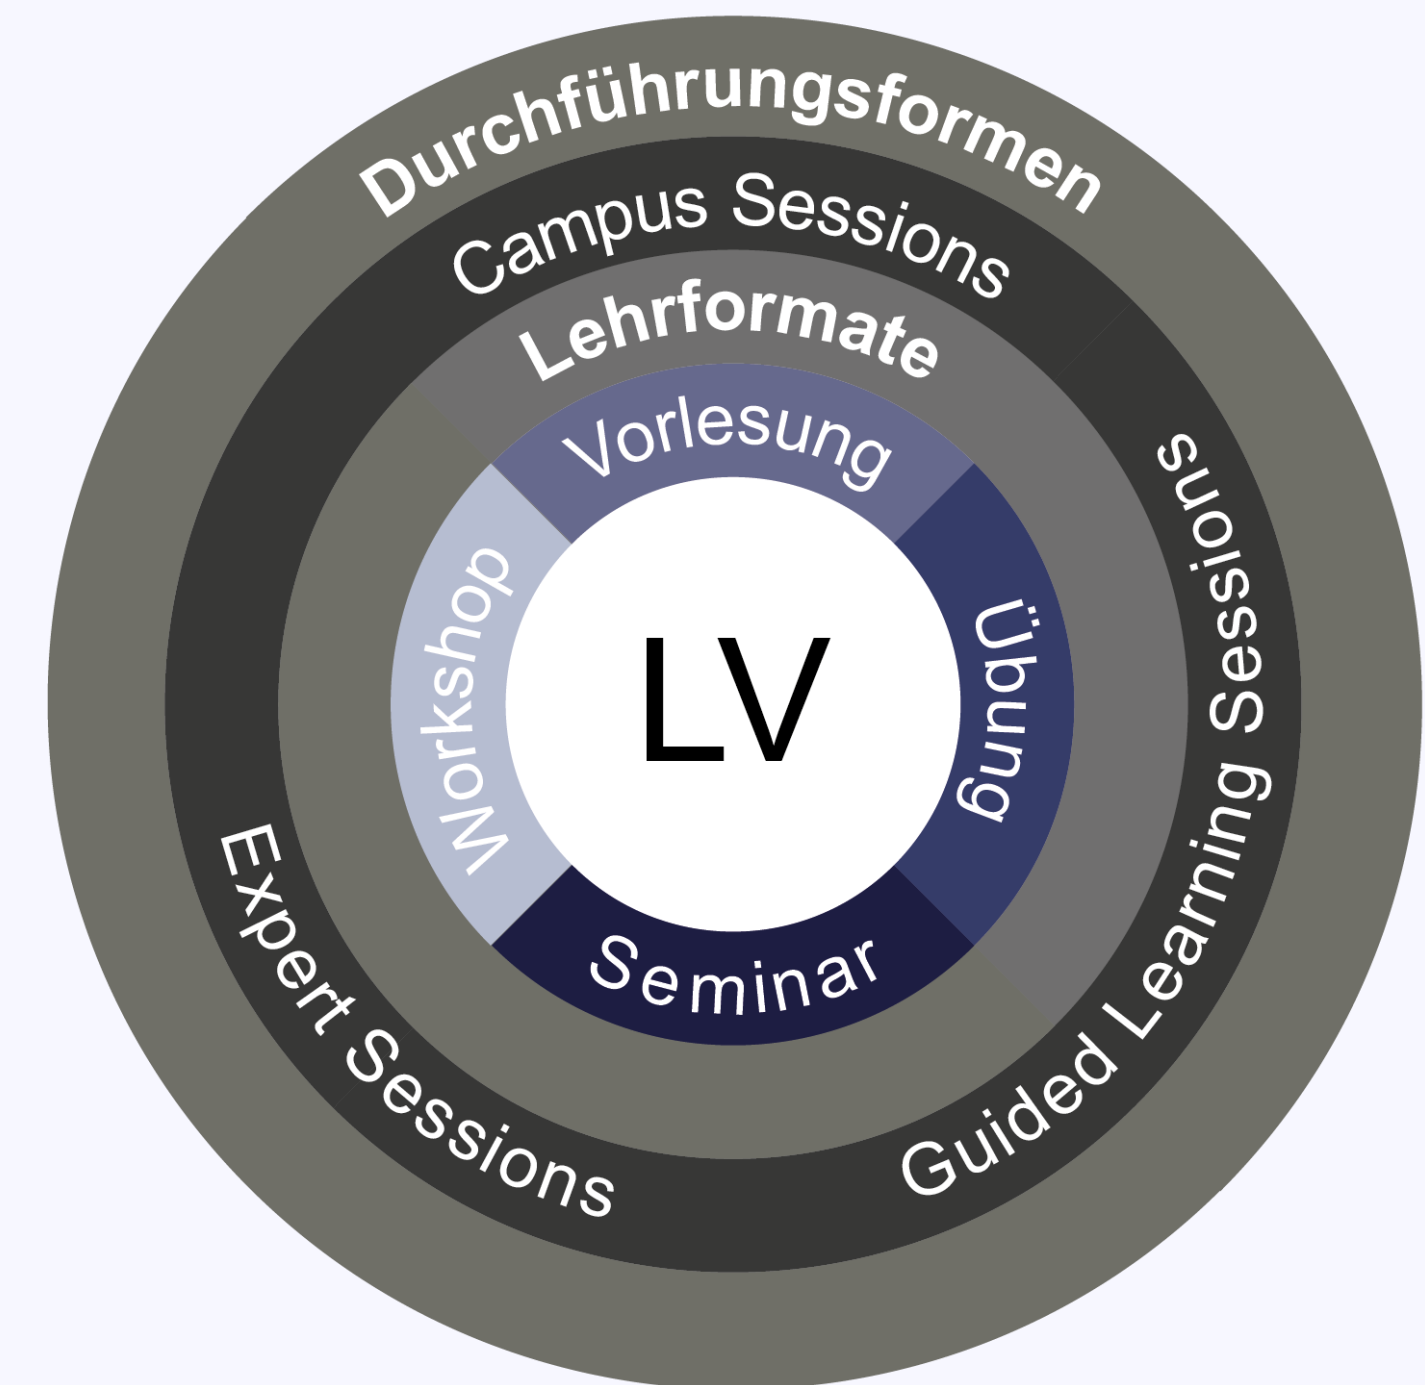 Durchführungsformen
Campus Sessions
Guided Learning Sessions
Expert Sessions
Lehrformate
Vorlesung
Übung
Seminar
Workshop
LV